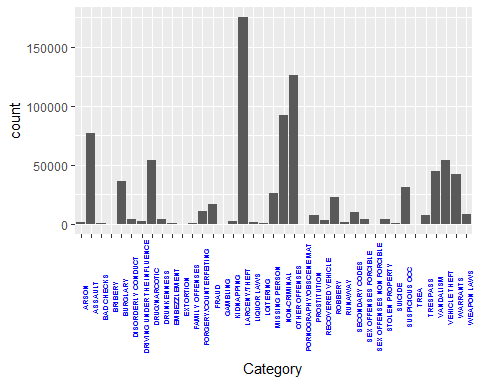 150000
100000
50000
0
count
ARSON
ASSAULT
BAD CHECKS
BRIBERY
BURGLARY
DISORDERLY CONDUCT
DRIVING UNDER THE INFLUENCE
DRUG/NARCOTIC
DRUNKENNESS
EMBEZZLEMENT
EXTORTION
FAMILY OFFENSES
FORGERY/COUNTERFEITING
FRAUD
GAMBLING
KIDNAPPING
LARCENY/THEFT
LIQUOR LAWS
LOITERING
MISSING PERSON
NON-CRIMINAL
OTHER OFFENSES
PORNOGRAPHY/OBSCENE MAT
PROSTITUTION
RECOVERED VEHICLE
ROBBERY
RUNAWAY
SECONDARY CODES
SEX OFFENSES FORCIBLE
SEX OFFENSES NON FORCIBLE
STOLEN PROPERTY
SUICIDE
SUSPICIOUS OCC
TREA
TRESPASS
VANDALISM
VEHICLE THEFT
WARRANTS
WEAPON LAWS
Category